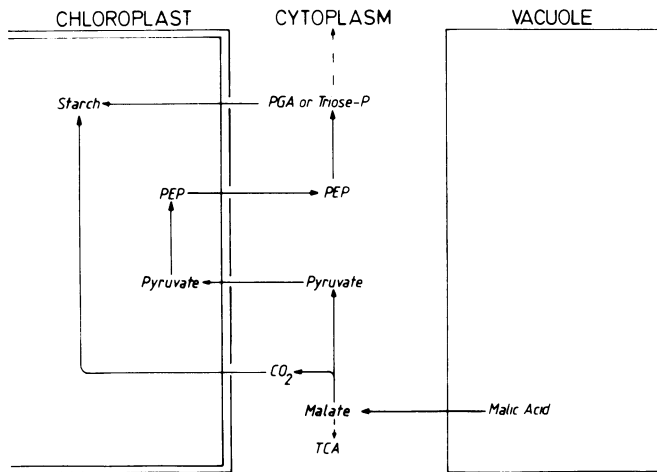 CHLOROPLAST CYTOPLASM VACUOLE
Starch PGA or Triose-P
PEP PEP
Pyruvate Pyruvate
CO2
Malate Malic Acid
TCA